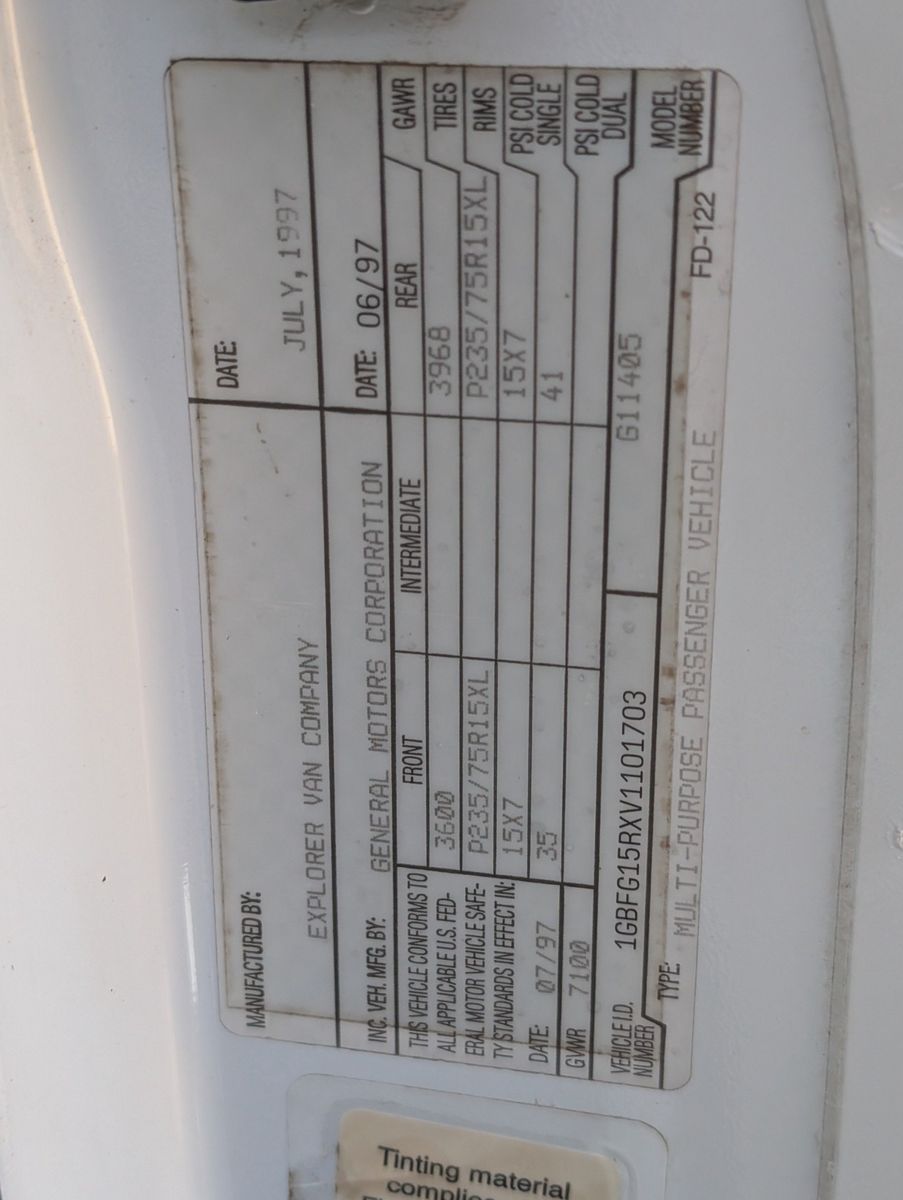 MANUFACTURED BY: DATE:
EXPLORER VAN COMPANY JULY,1997
INC. VEH. MFG. BY: GENERAL MOTORS CORPORATION DATE: 06/97
THIS VEHICLE CONFORMS TO
ALL APPLICABLE U.S. FED-
ERAL MOTOR VEHICLE SAFE-
TY STANDARDS IN EFFECT IN:
DATE: 07/97
GVWR 7100
FRONT INTERMEDIATE REAR GAWR
3600 3968 TIRES
P235/75R15XL P235/75R15XL RIMS
15X7 15X7 PSI COLD SINGLE
35 41 PSI COLD DUAL
VEHICLE I.D. NUMBER 1GBFG15RXV1101703 G11405 MODEL NUMBER
TYPE: MULTI-PURPOSE PASSENGER VEHICLE FD-122
Tinting material